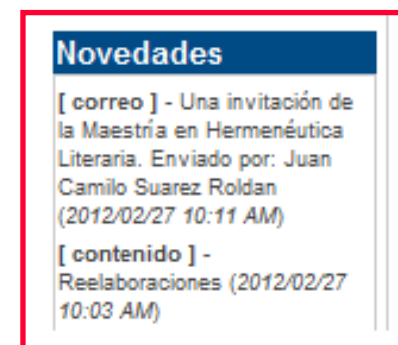 Novedades
[ correo ] - Una invitación de
la Maestría en Hermenéutica
Literaria. Enviado por: Juan
Camilo Suarez Roldan
(2012/02/27 10:11 AM)
[ contenido ] -
Reelaboraciones (2012/02/27
10:03 AM)